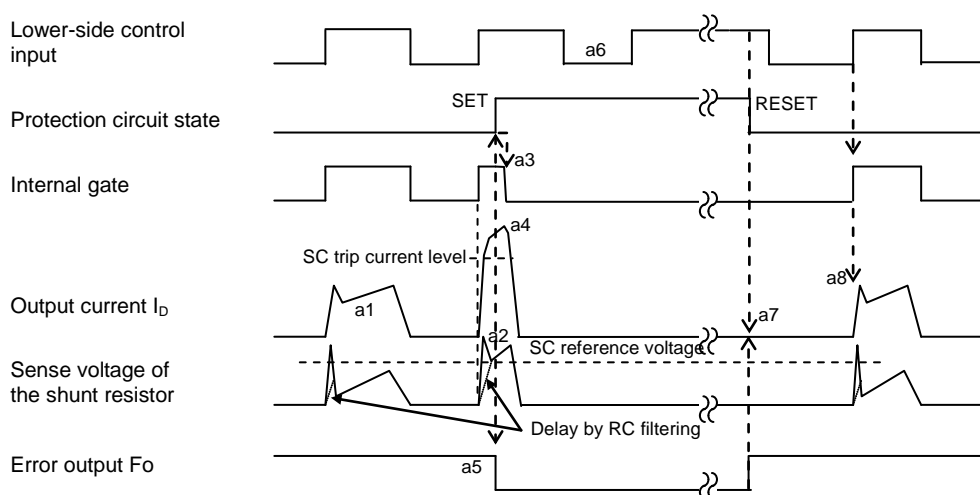 Lower-side control
input
a6
SET
RESET
Protection circuit state
a3
Internal gate
a4
SC trip current level
a8
Output current ID
a1
a7
a2
SC reference voltage
Sense voltage of
the shunt resistor
Delay by RC filtering
Error output Fo
a5